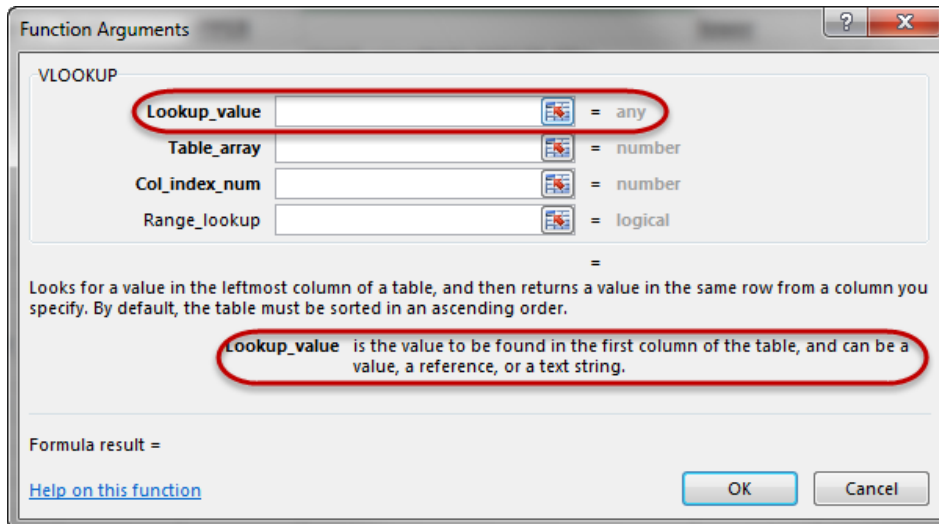 Function Arguments
VLOOKUP
Lookup_value = any
Table_array = number
Col_index_num = number
Range_lookup = logical
=
Looks for a value in the leftmost column of a table, and then returns a value in the same row from a column you
specify. By default, the table must be sorted in an ascending order.
Lookup_value is the value to be found in the first column of the table, and can be a
value, a reference, or a text string.
Formula result =
Help on this function
OK
Cancel